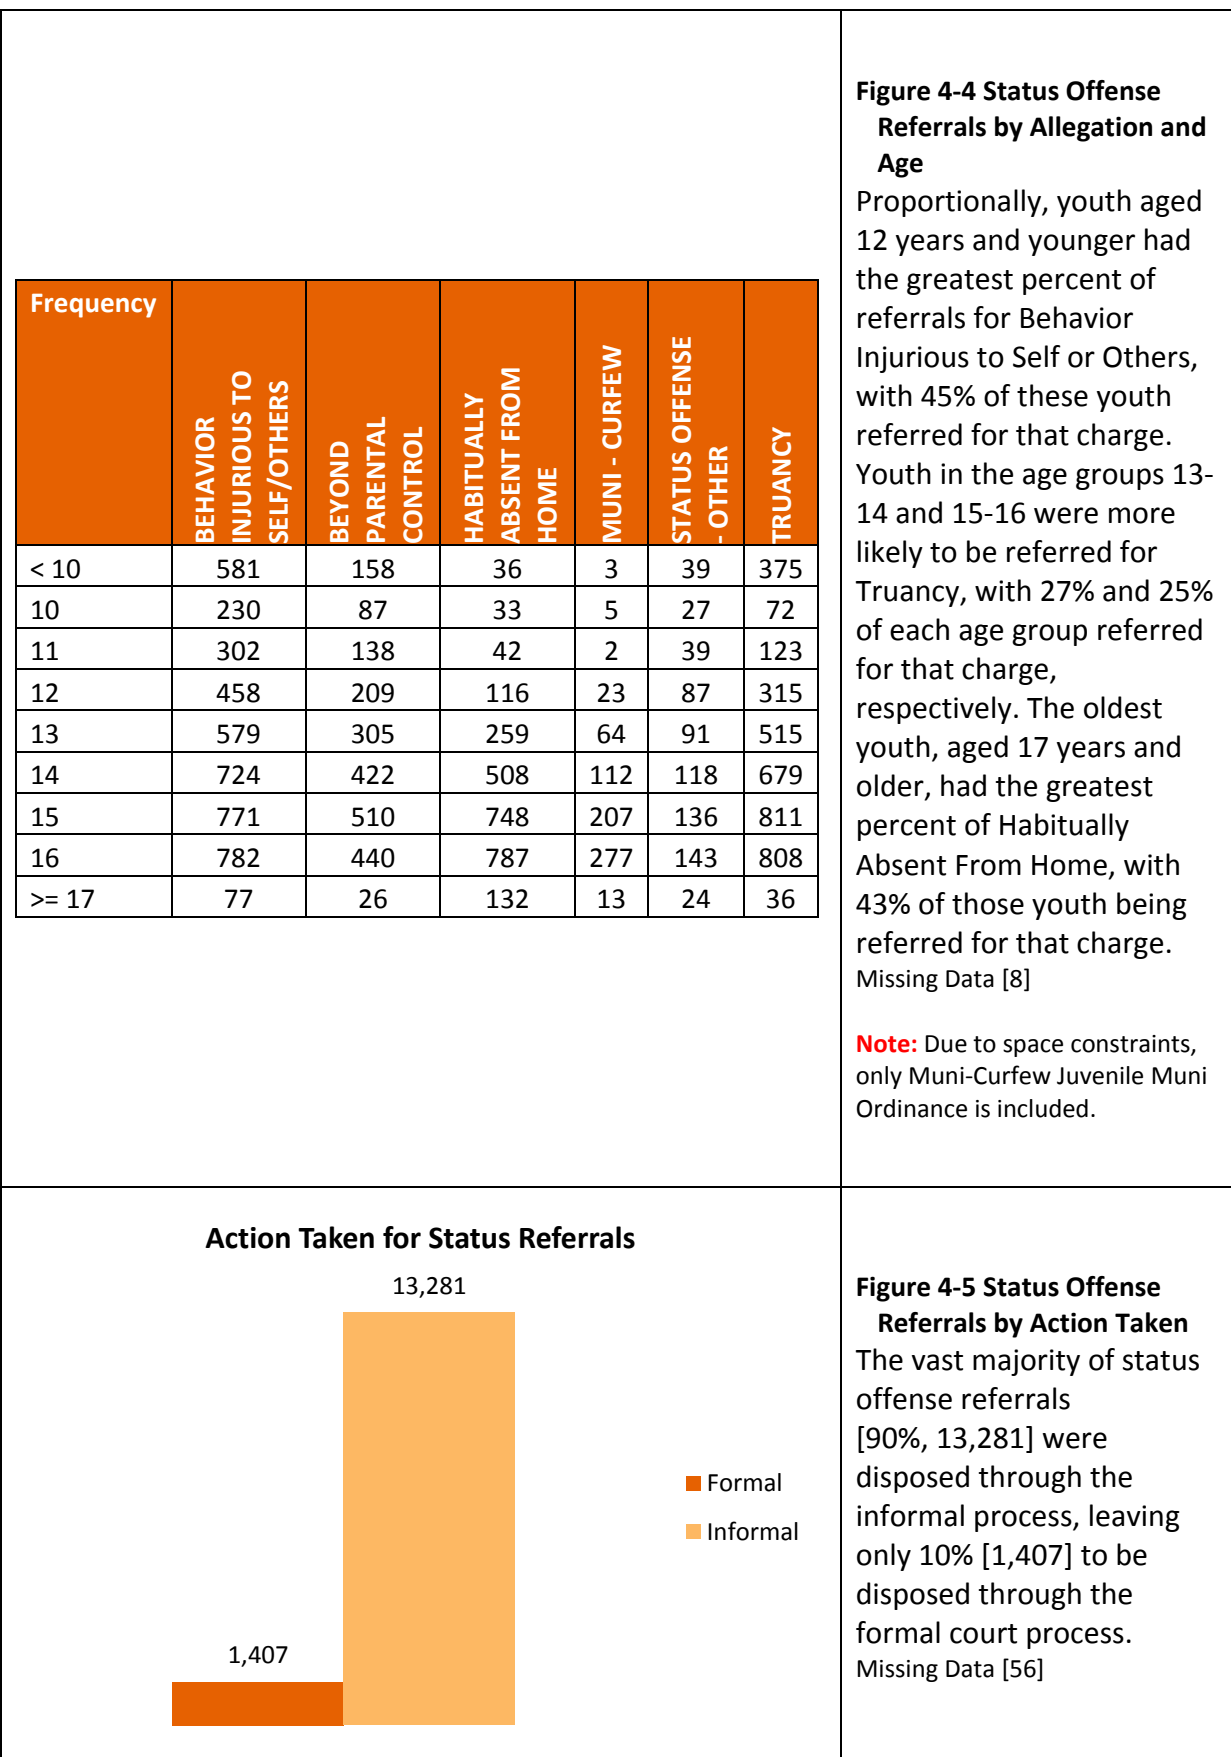 Frequency
BEHAVIOR
INJURIOUS TO
SELF/OTHERS
BEYOND
PARENTAL
CONTROL
HABITUALLY
ABSENT FROM
HOME
MUNI - CURFEW
STATUS OFFENSE
- OTHER
TRUANCY
< 10 581 158 36 3 39 375
10 230 87 33 5 27 72
11 302 138 42 2 39 123
12 458 209 116 23 87 315
13 579 305 259 64 91 515
14 724 422 508 112 118 679
15 771 510 748 207 136 811
16 782 440 787 277 143 808
>= 17 77 26 132 13 24 36
Figure 4-4 Status Offense
Referrals by Allegation and
Age
Proportionally, youth aged
12 years and younger had
the greatest percent of
referrals for Behavior
Injurious to Self or Others,
with 45% of these youth
referred for that charge.
Youth in the age groups 13-
14 and 15-16 were more
likely to be referred for
Truancy, with 27% and 25%
of each age group referred
for that charge,
respectively. The oldest
youth, aged 17 years and
older, had the greatest
percent of Habitually
Absent From Home, with
43% of those youth being
referred for that charge.
Missing Data [8]
Note: Due to space constraints,
only Muni-Curfew Juvenile Muni
Ordinance is included.
Action Taken for Status Referrals
13,281
1,407
Formal
Informal
Figure 4-5 Status Offense
Referrals by Action Taken
The vast majority of status
offense referrals
[90%, 13,281] were
disposed through the
informal process, leaving
only 10% [1,407] to be
disposed through the
formal court process.
Missing Data [56]